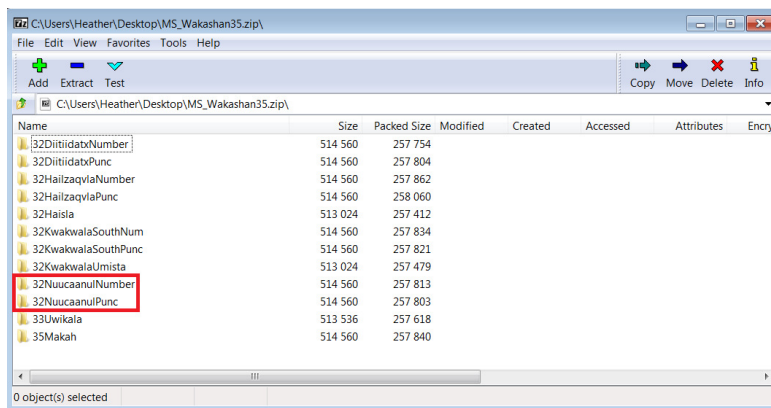 C:\Users\Heather\Desktop\MS_Wakashan35.zip\
File Edit View Favorites Tools Help
Add Extract Test Copy Move Delete Info
C:\Users\Heather\Desktop\MS_Wakashan35.zip\
Name Size Packed Size Modified Created Accessed Attributes Encry
32DiitiidatxNumber 514 560 257 754
32DiitiidatxPunc 514 560 257 804
32HailzaqvlaNumber 514 560 257 862
32HailzaqvlaPunc 514 560 258 060
32Haisla 513 024 257 412
32KwakwalaSouthNum 514 560 257 834
32KwakwalaSouthPunc 514 560 257 821
32KwakwalaUmista 513 024 257 479
32NuucaanulNumber 514 560 257 813
32NuucaanulPunc 514 560 257 803
33Uwikala 513 536 257 618
35Makah 514 560 257 840
0 object(s) selected